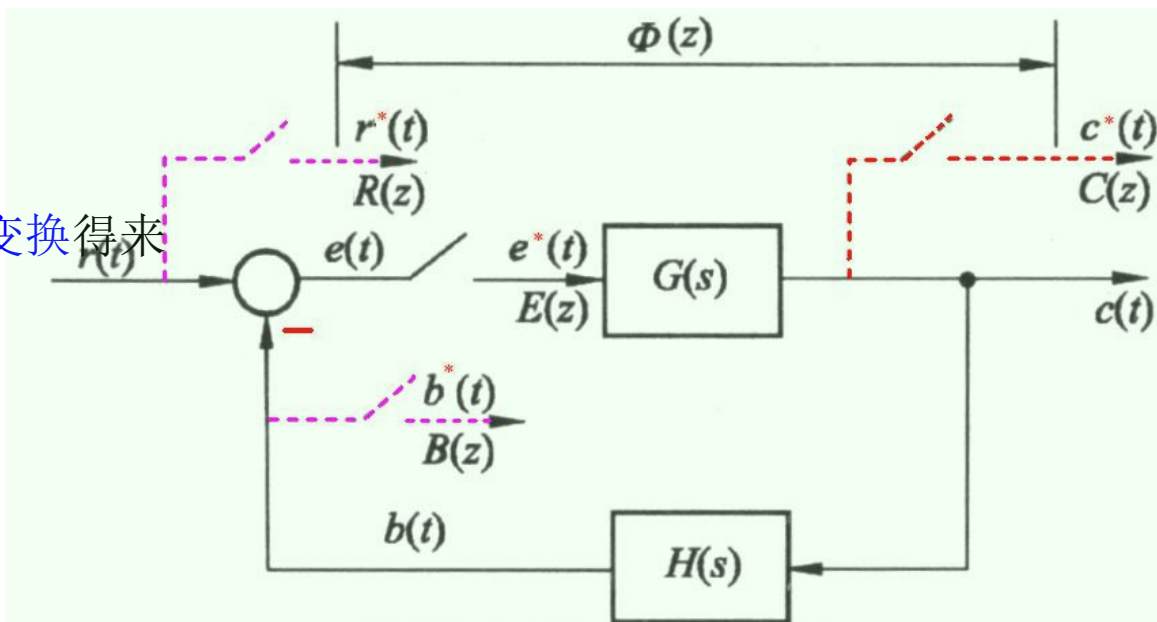 Φ(z)
r*(t)
R(z)
c*(t)
C(z)
变换得来
r(t)
e(t)
e*(t)
E(z)
G(s)
c(t)
−
b*(t)
B(z)
b(t)
H(s)